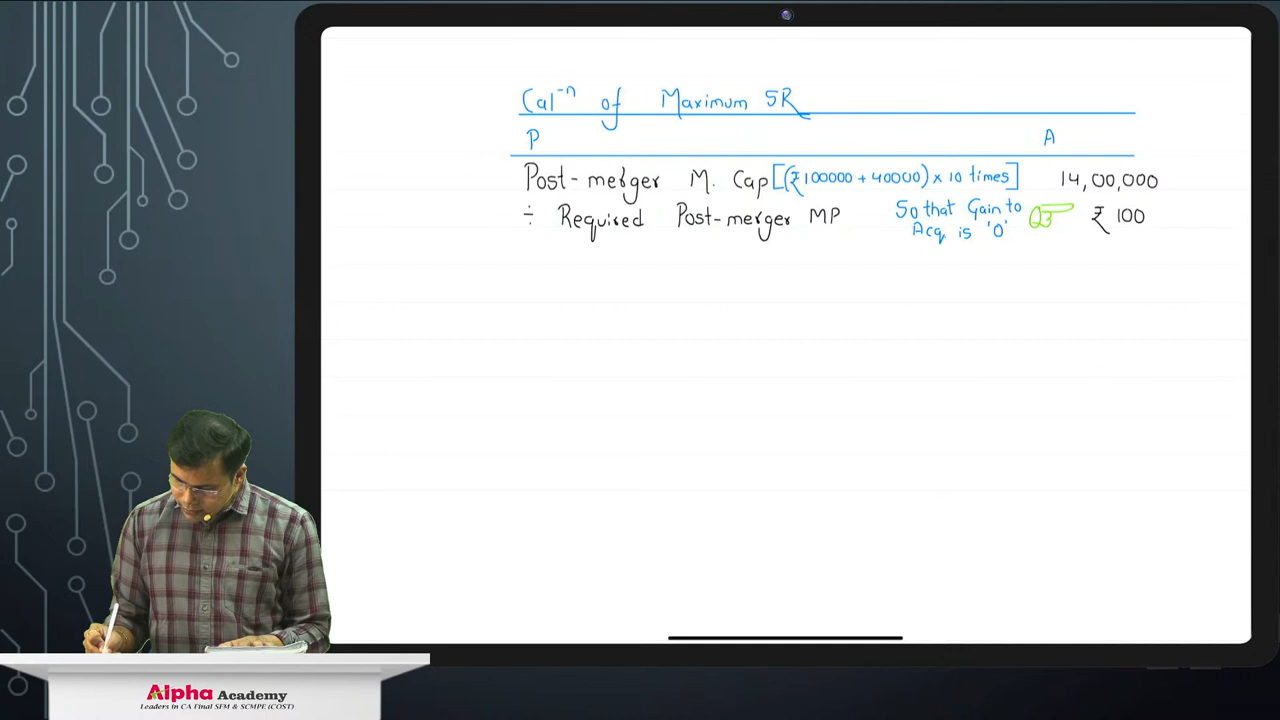 Cal⁻ⁿ of Maximum SR
P A
Post-merger M. Cap [(₹100000 + 40000) x 10 times] 14,00,000
÷ Required Post-merger MP So that Gain to Acq. is '0' ₹ 100
Alpha Academy
Leaders in CA Final SFM & SCMPE (COST)